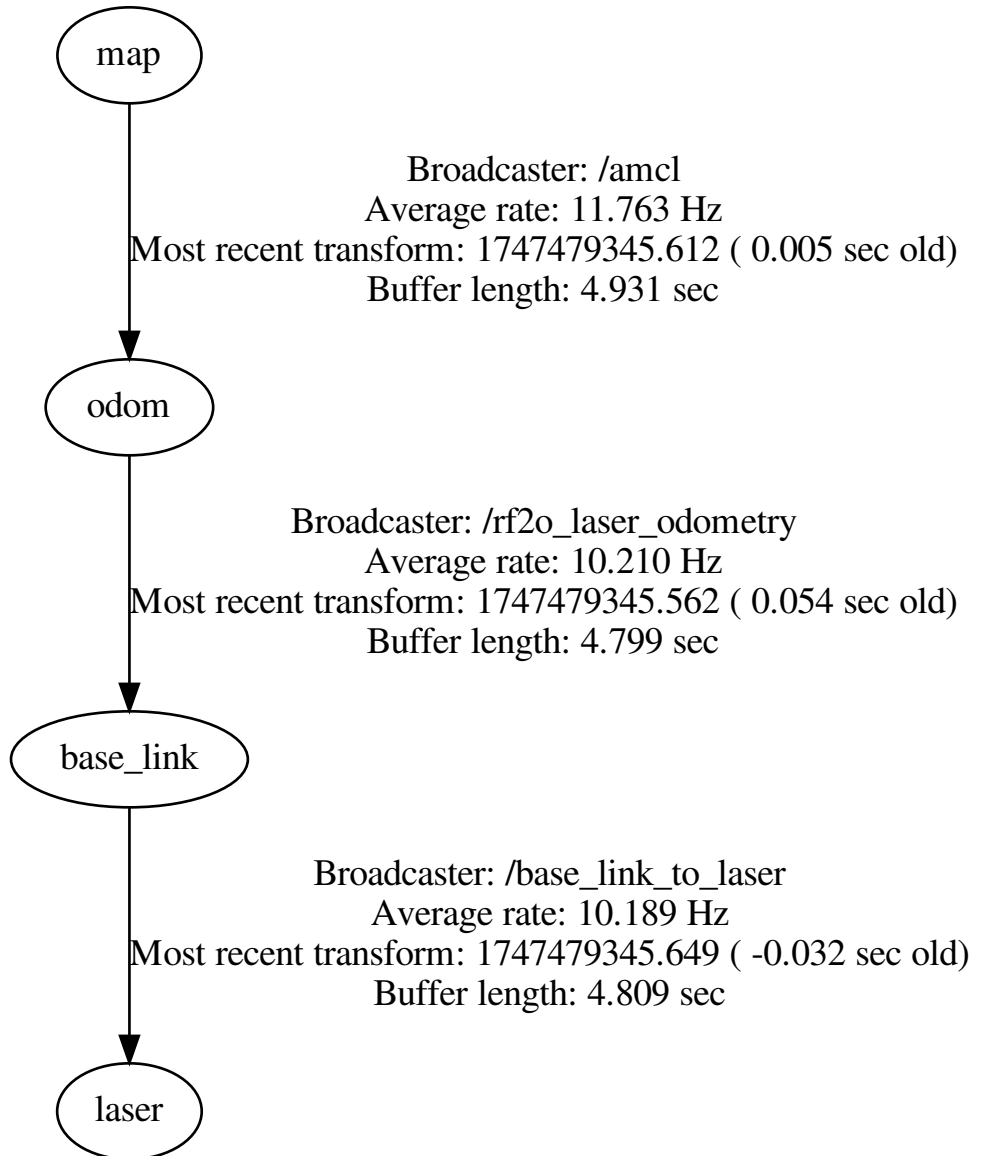 map
Broadcaster: /amcl
Average rate: 11.763 Hz
Most recent transform: 1747479345.612 ( 0.005 sec old)
Buffer length: 4.931 sec
odom
Broadcaster: /rf2o_laser_odometry
Average rate: 10.210 Hz
Most recent transform: 1747479345.562 ( 0.054 sec old)
Buffer length: 4.799 sec
base_link
Broadcaster: /base_link_to_laser
Average rate: 10.189 Hz
Most recent transform: 1747479345.649 ( -0.032 sec old)
Buffer length: 4.809 sec
laser